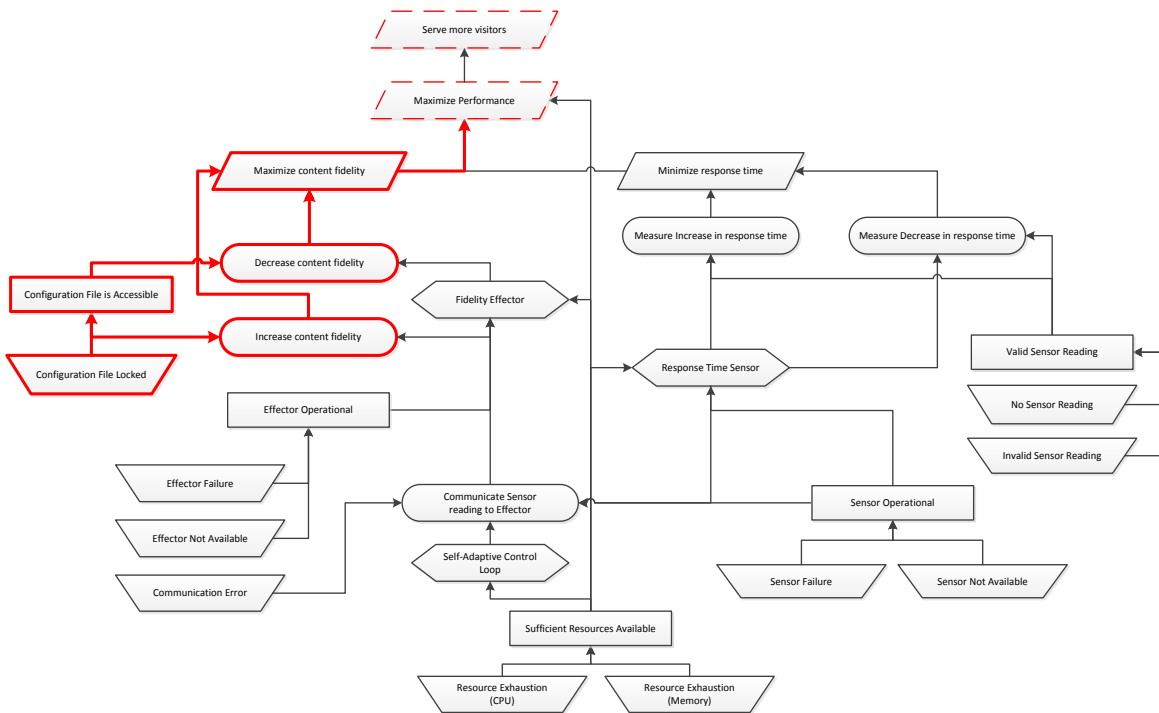 Serve more visitors
Maximize Performance
Maximize content fidelity
Minimize response time
Measure Increase in response time
Measure Decrease in response time
Decrease content fidelity
Configuration File is Accessible
Fidelity Effector
Increase content fidelity
Valid Sensor Reading
Configuration File Locked
Response Time Sensor
No Sensor Reading
Effector Operational
Invalid Sensor Reading
Effector Failure
Communicate Sensor
reading to Effector
Sensor Operational
Effector Not Available
Self-Adaptive Control
Loop
Sensor Failure
Sensor Not Available
Communication Error
Sufficient Resources Available
Resource Exhaustion
(CPU)
Resource Exhaustion
(Memory)